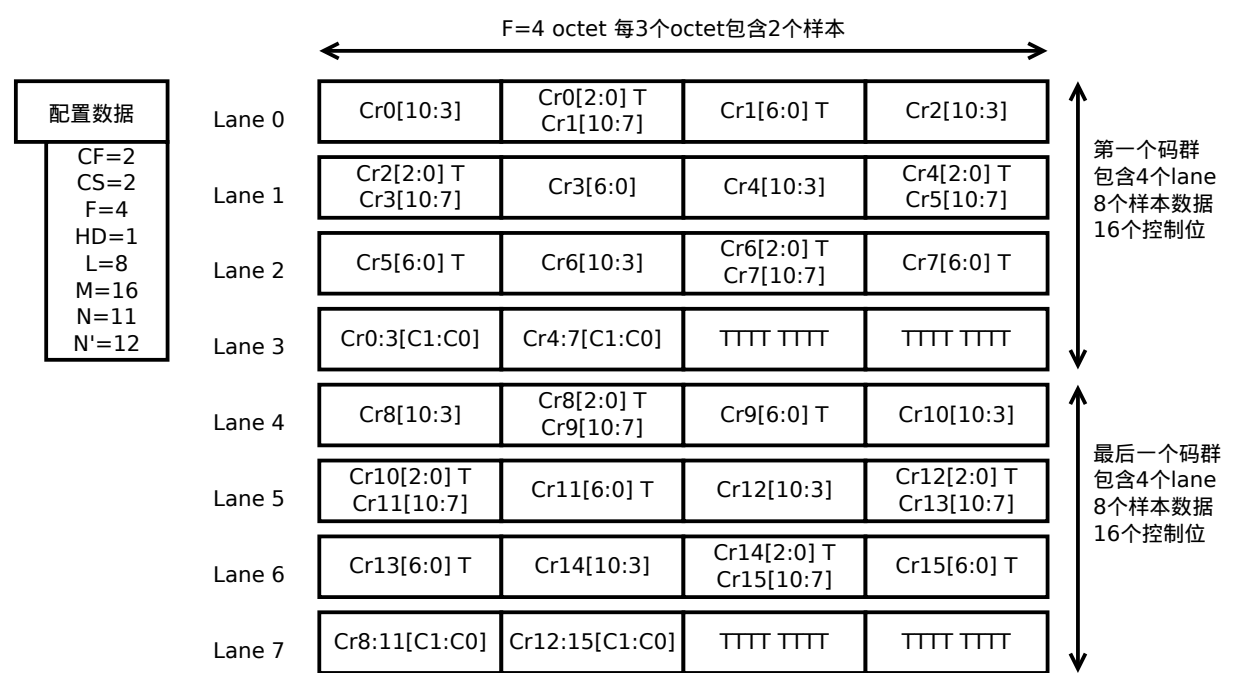 F=4 octet 每3个octet包含2个样本
配置数据
CF=2
CS=2
F=4
HD=1
L=8
M=16
N=11
N'=12
Lane 0
Cr0[10:3]
Cr0[2:0] T
Cr1[10:7]
Cr1[6:0] T
Cr2[10:3]
Lane 1
Cr2[2:0] T
Cr3[10:7]
Cr3[6:0]
Cr4[10:3]
Cr4[2:0] T
Cr5[10:7]
Lane 2
Cr5[6:0] T
Cr6[10:3]
Cr6[2:0] T
Cr7[10:7]
Cr7[6:0] T
Lane 3
Cr0:3[C1:C0]
Cr4:7[C1:C0]
TTTT TTTT
TTTT TTTT
第一个码群
包含4个lane
8个样本数据
16个控制位
Lane 4
Cr8[10:3]
Cr8[2:0] T
Cr9[10:7]
Cr9[6:0] T
Cr10[10:3]
Lane 5
Cr10[2:0] T
Cr11[10:7]
Cr11[6:0] T
Cr12[10:3]
Cr12[2:0] T
Cr13[10:7]
Lane 6
Cr13[6:0] T
Cr14[10:3]
Cr14[2:0] T
Cr15[10:7]
Cr15[6:0] T
Lane 7
Cr8:11[C1:C0]
Cr12:15[C1:C0]
TTTT TTTT
TTTT TTTT
最后一个码群
包含4个lane
8个样本数据
16个控制位